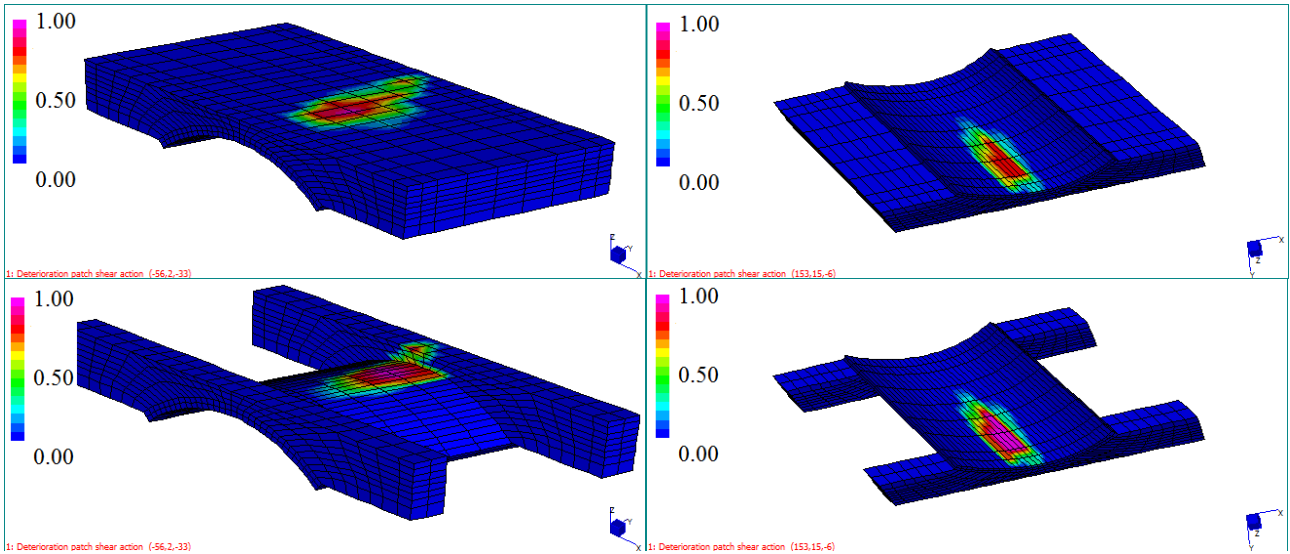 1.00
0.50
0.00
Z
Y
X
1: Deterioration patch shear action (-56,2,-33)
1.00
0.50
0.00
X
Z
Y
1: Deterioration patch shear action (153,15,-6)
1.00
0.50
0.00
Z
Y
X
1: Deterioration patch shear action (-56,2,-33)
1.00
0.50
0.00
X
Z
Y
1: Deterioration patch shear action (153,15,-6)